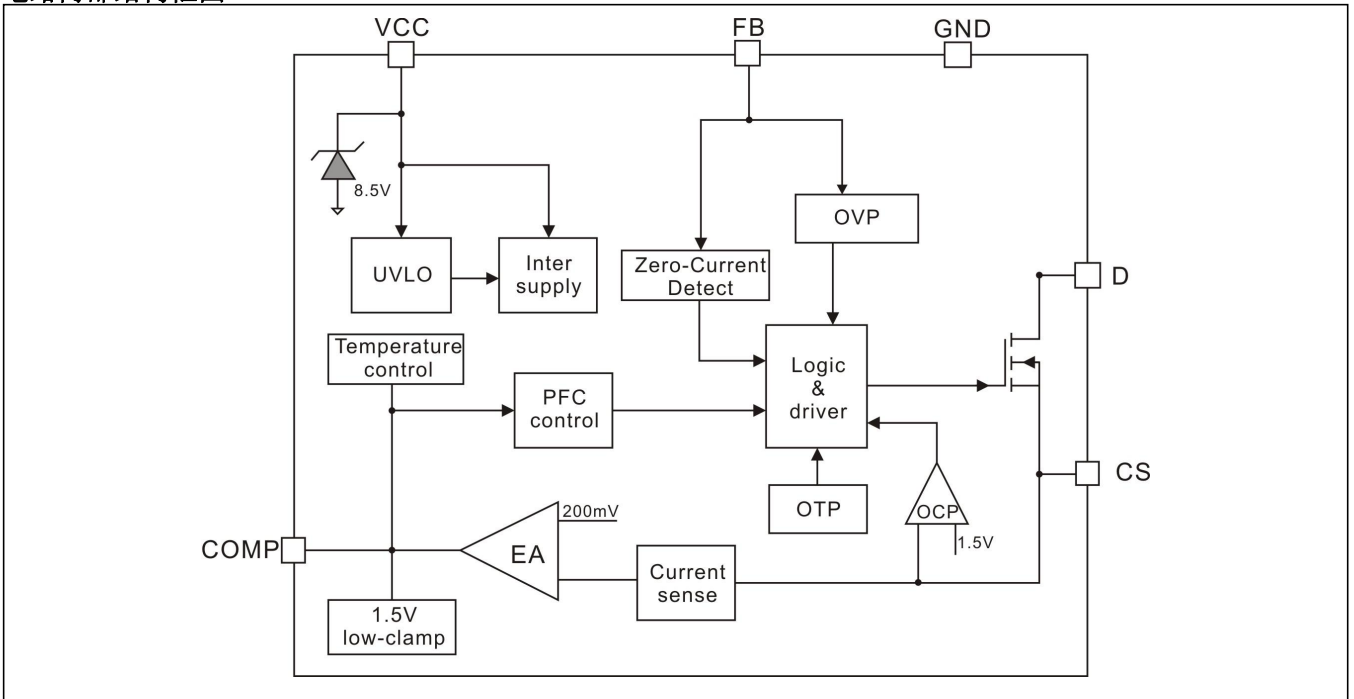 VCC
FB
GND
8.5V
OVP
UVLO
Inter
supply
Zero-Current
Detect
D
Temperature
control
Logic
&
driver
PFC
control
CS
OTP
OCP
1.5V
200mV
COMP
EA
Current
sense
1.5V
low-clamp